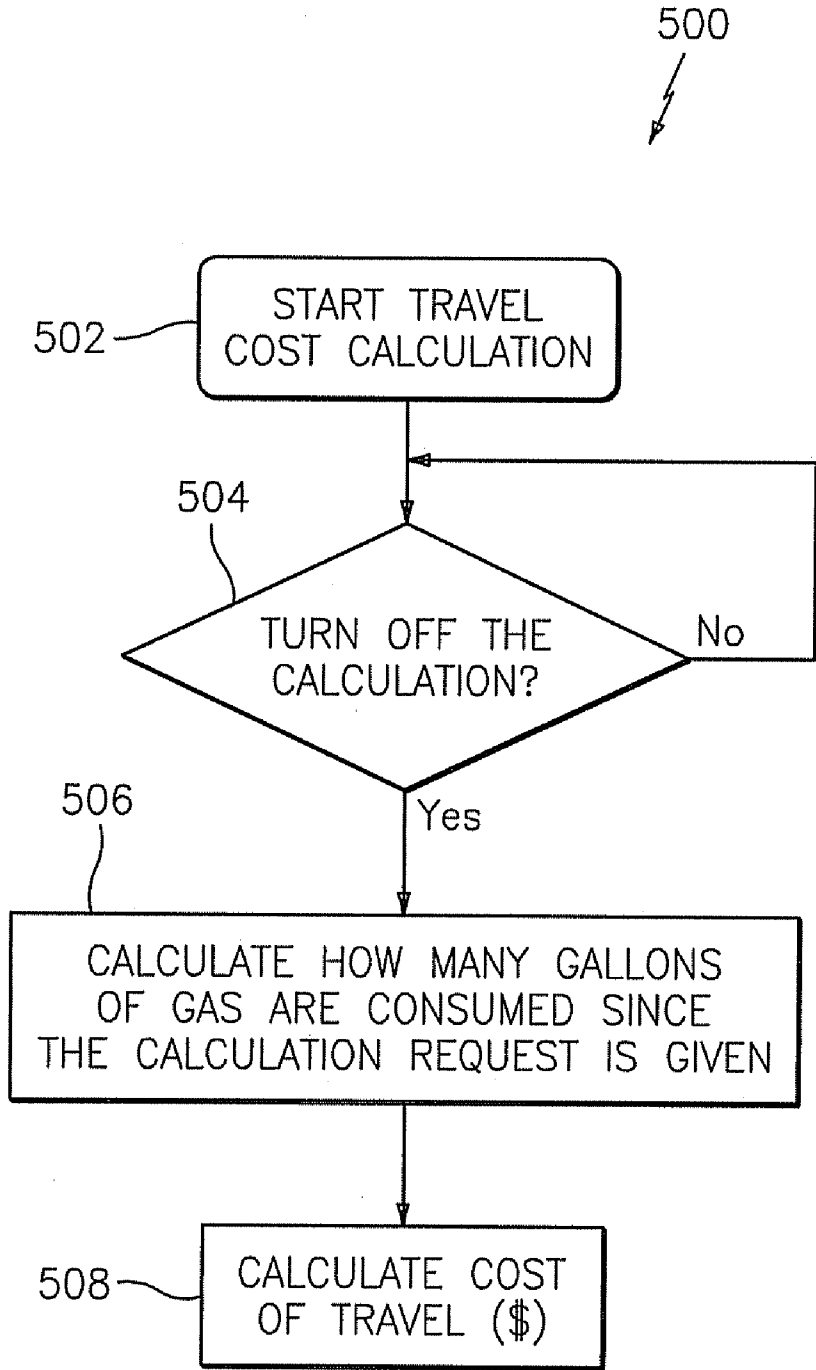 500
START TRAVEL
COST CALCULATION
502
504
TURN OFF THE
CALCULATION?
No
Yes
506
CALCULATE HOW MANY GALLONS
OF GAS ARE CONSUMED SINCE
THE CALCULATION REQUEST IS GIVEN
508
CALCULATE COST
OF TRAVEL ($)